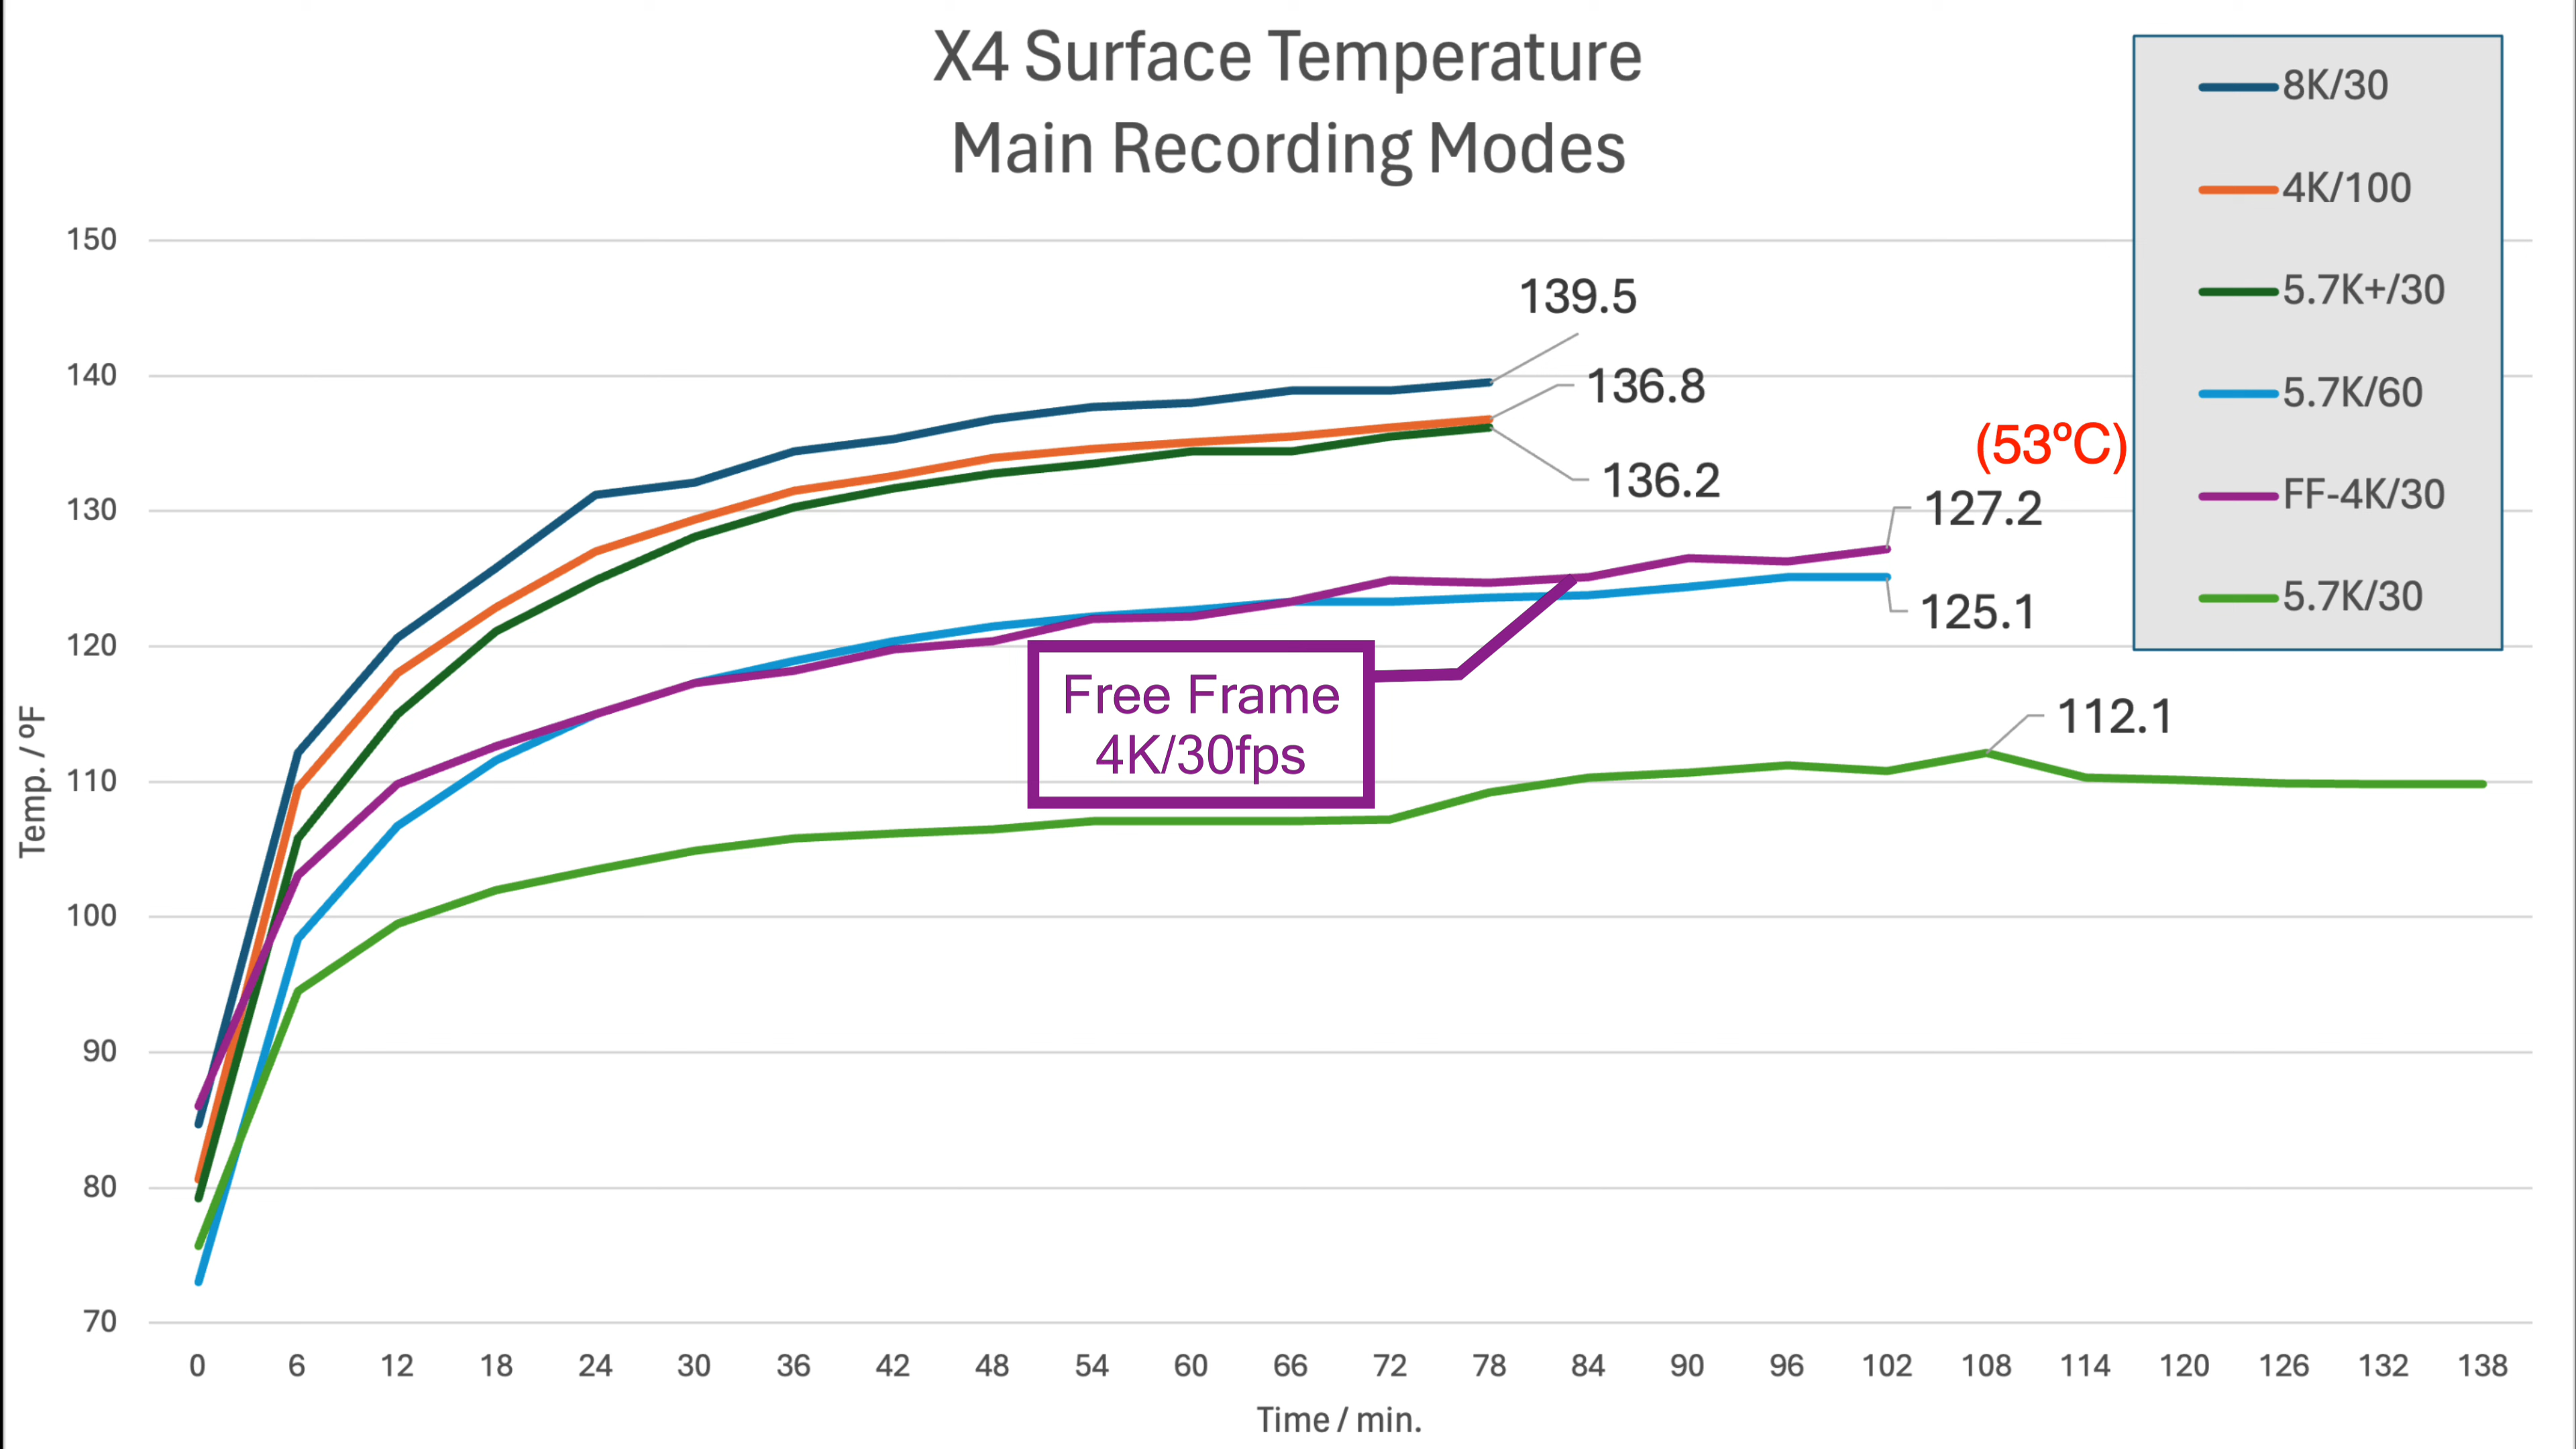 X4 Surface Temperature
Main Recording Modes
8K/30
4K/100
5.7K+/30
5.7K/60
FF-4K/30
5.7K/30
150
140
130
120
110
100
90
80
70
Temp. / ºF
139.5
136.8
136.2
(53ºC)
127.2
125.1
112.1
Free Frame
4K/30fps
0 6 12 18 24 30 36 42 48 54 60 66 72 78 84 90 96 102 108 114 120 126 132 138
Time / min.